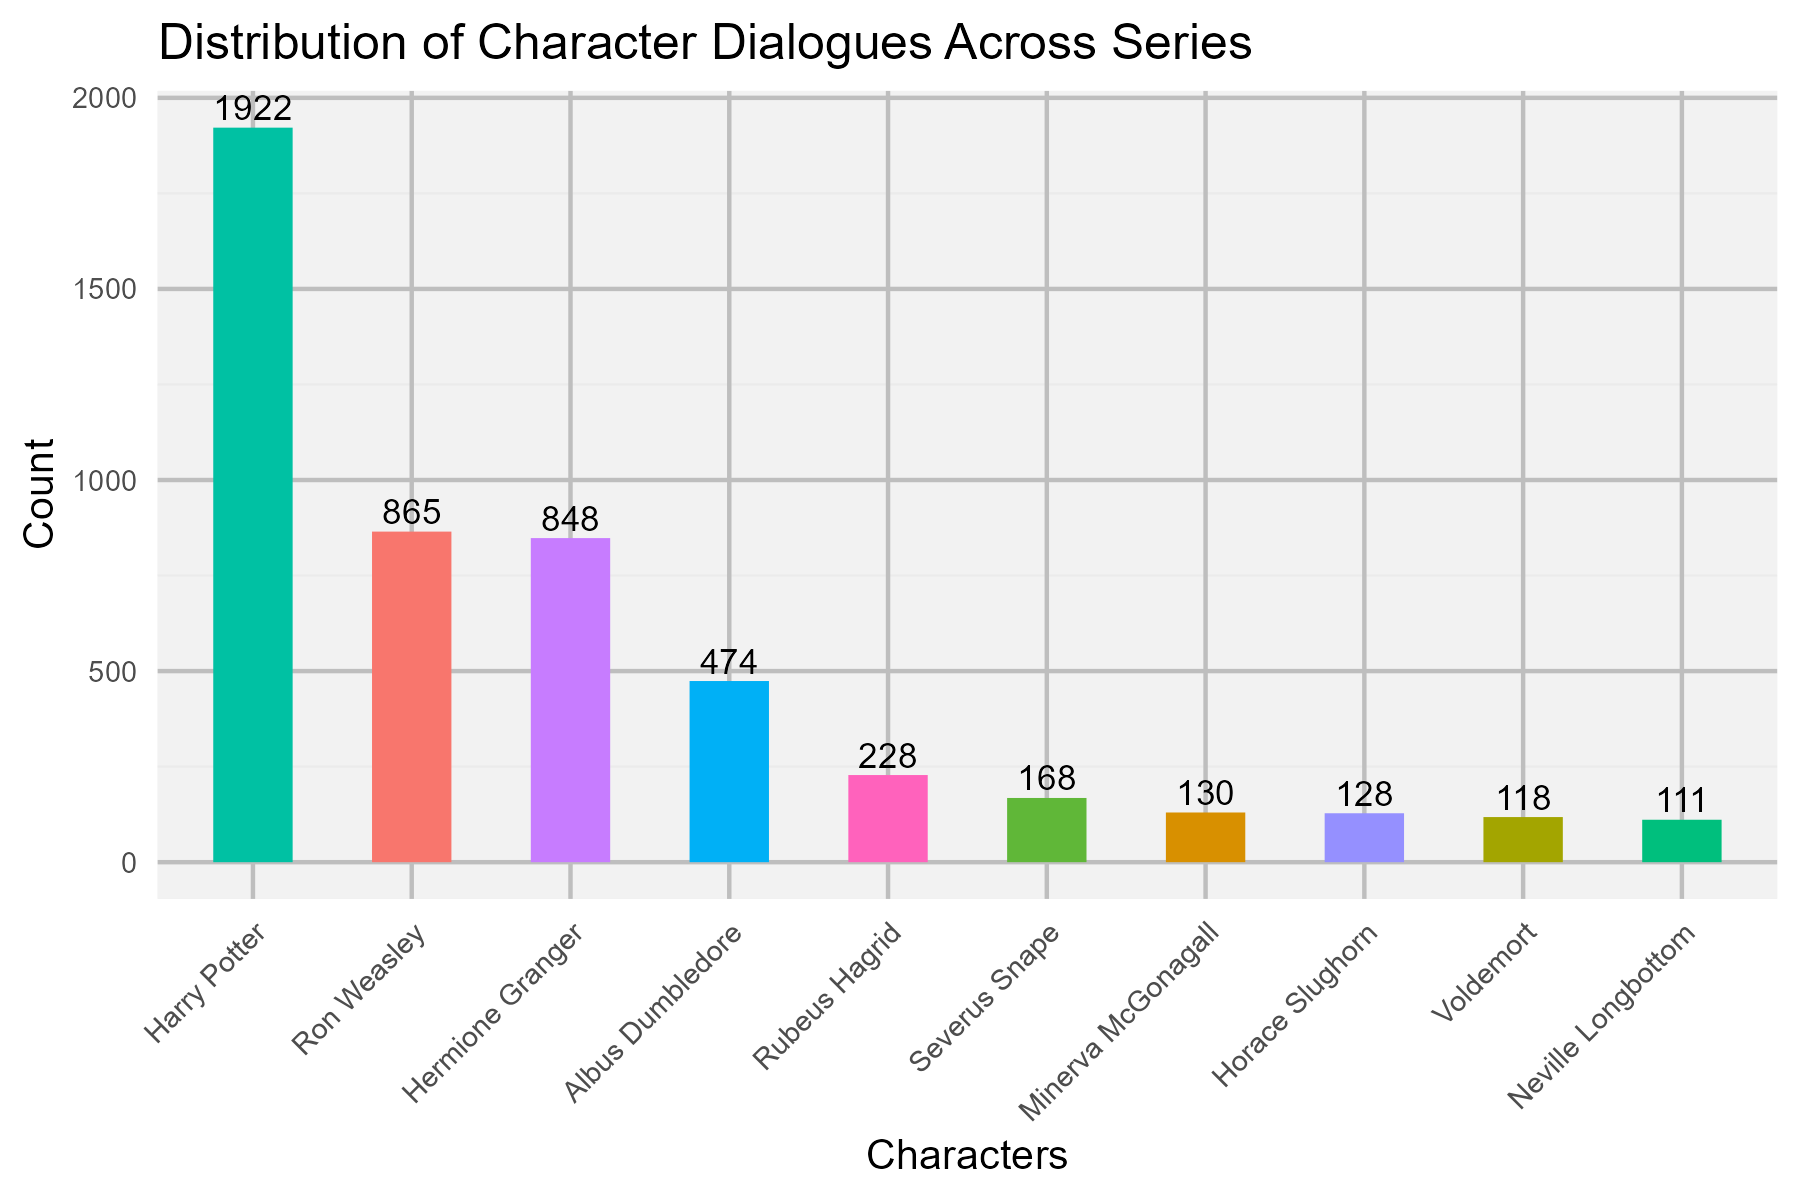 Distribution of Character Dialogues Across Series
Count
2000
1500
1000
500
0
1922
865
848
474
228
168
130
128
118
111
Harry Potter
Ron Weasley
Hermione Granger
Albus Dumbledore
Rubeus Hagrid
Severus Snape
Minerva McGonagall
Horace Slughorn
Voldemort
Neville Longbottom
Characters